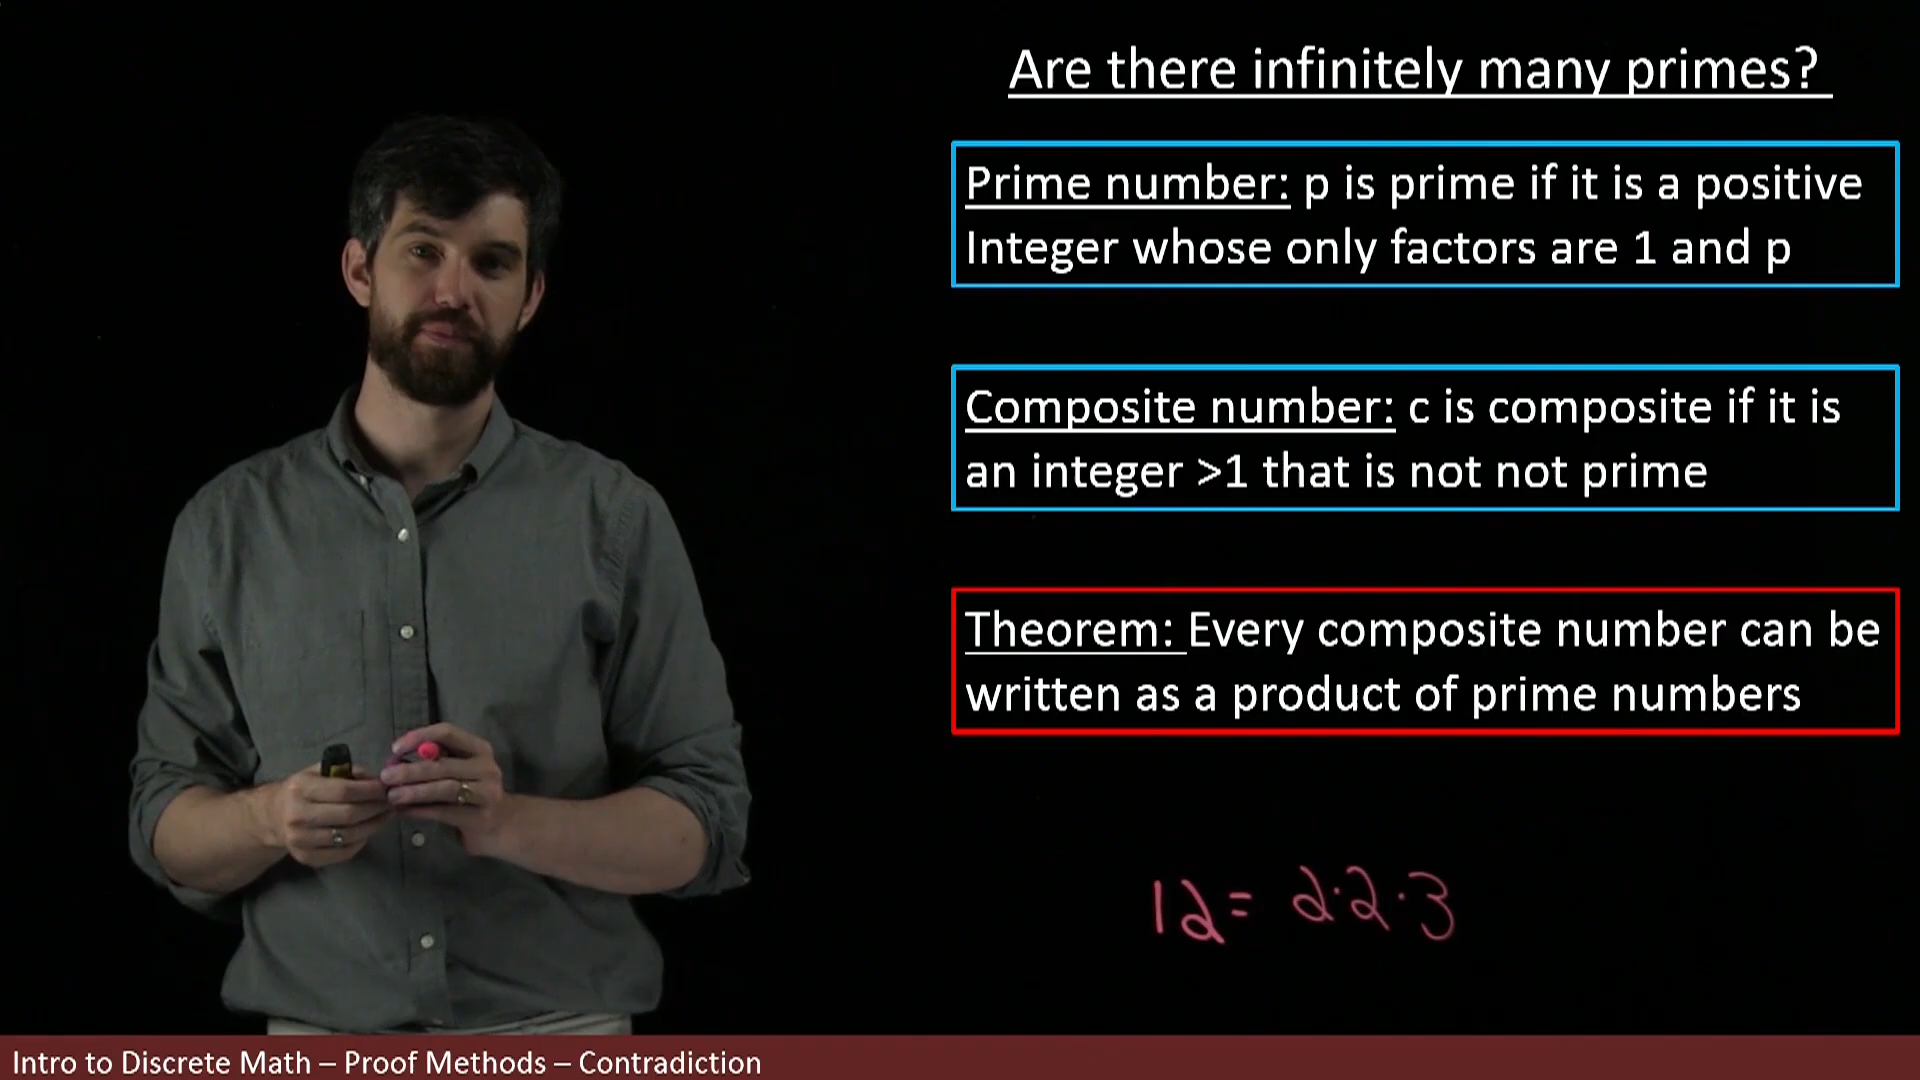 Are there infinitely many primes?
Prime number: p is prime if it is a positive
Integer whose only factors are 1 and p
Composite number: c is composite if it is
an integer >1 that is not not prime
Theorem: Every composite number can be
written as a product of prime numbers
12 = 2·2·3
Intro to Discrete Math – Proof Methods – Contradiction